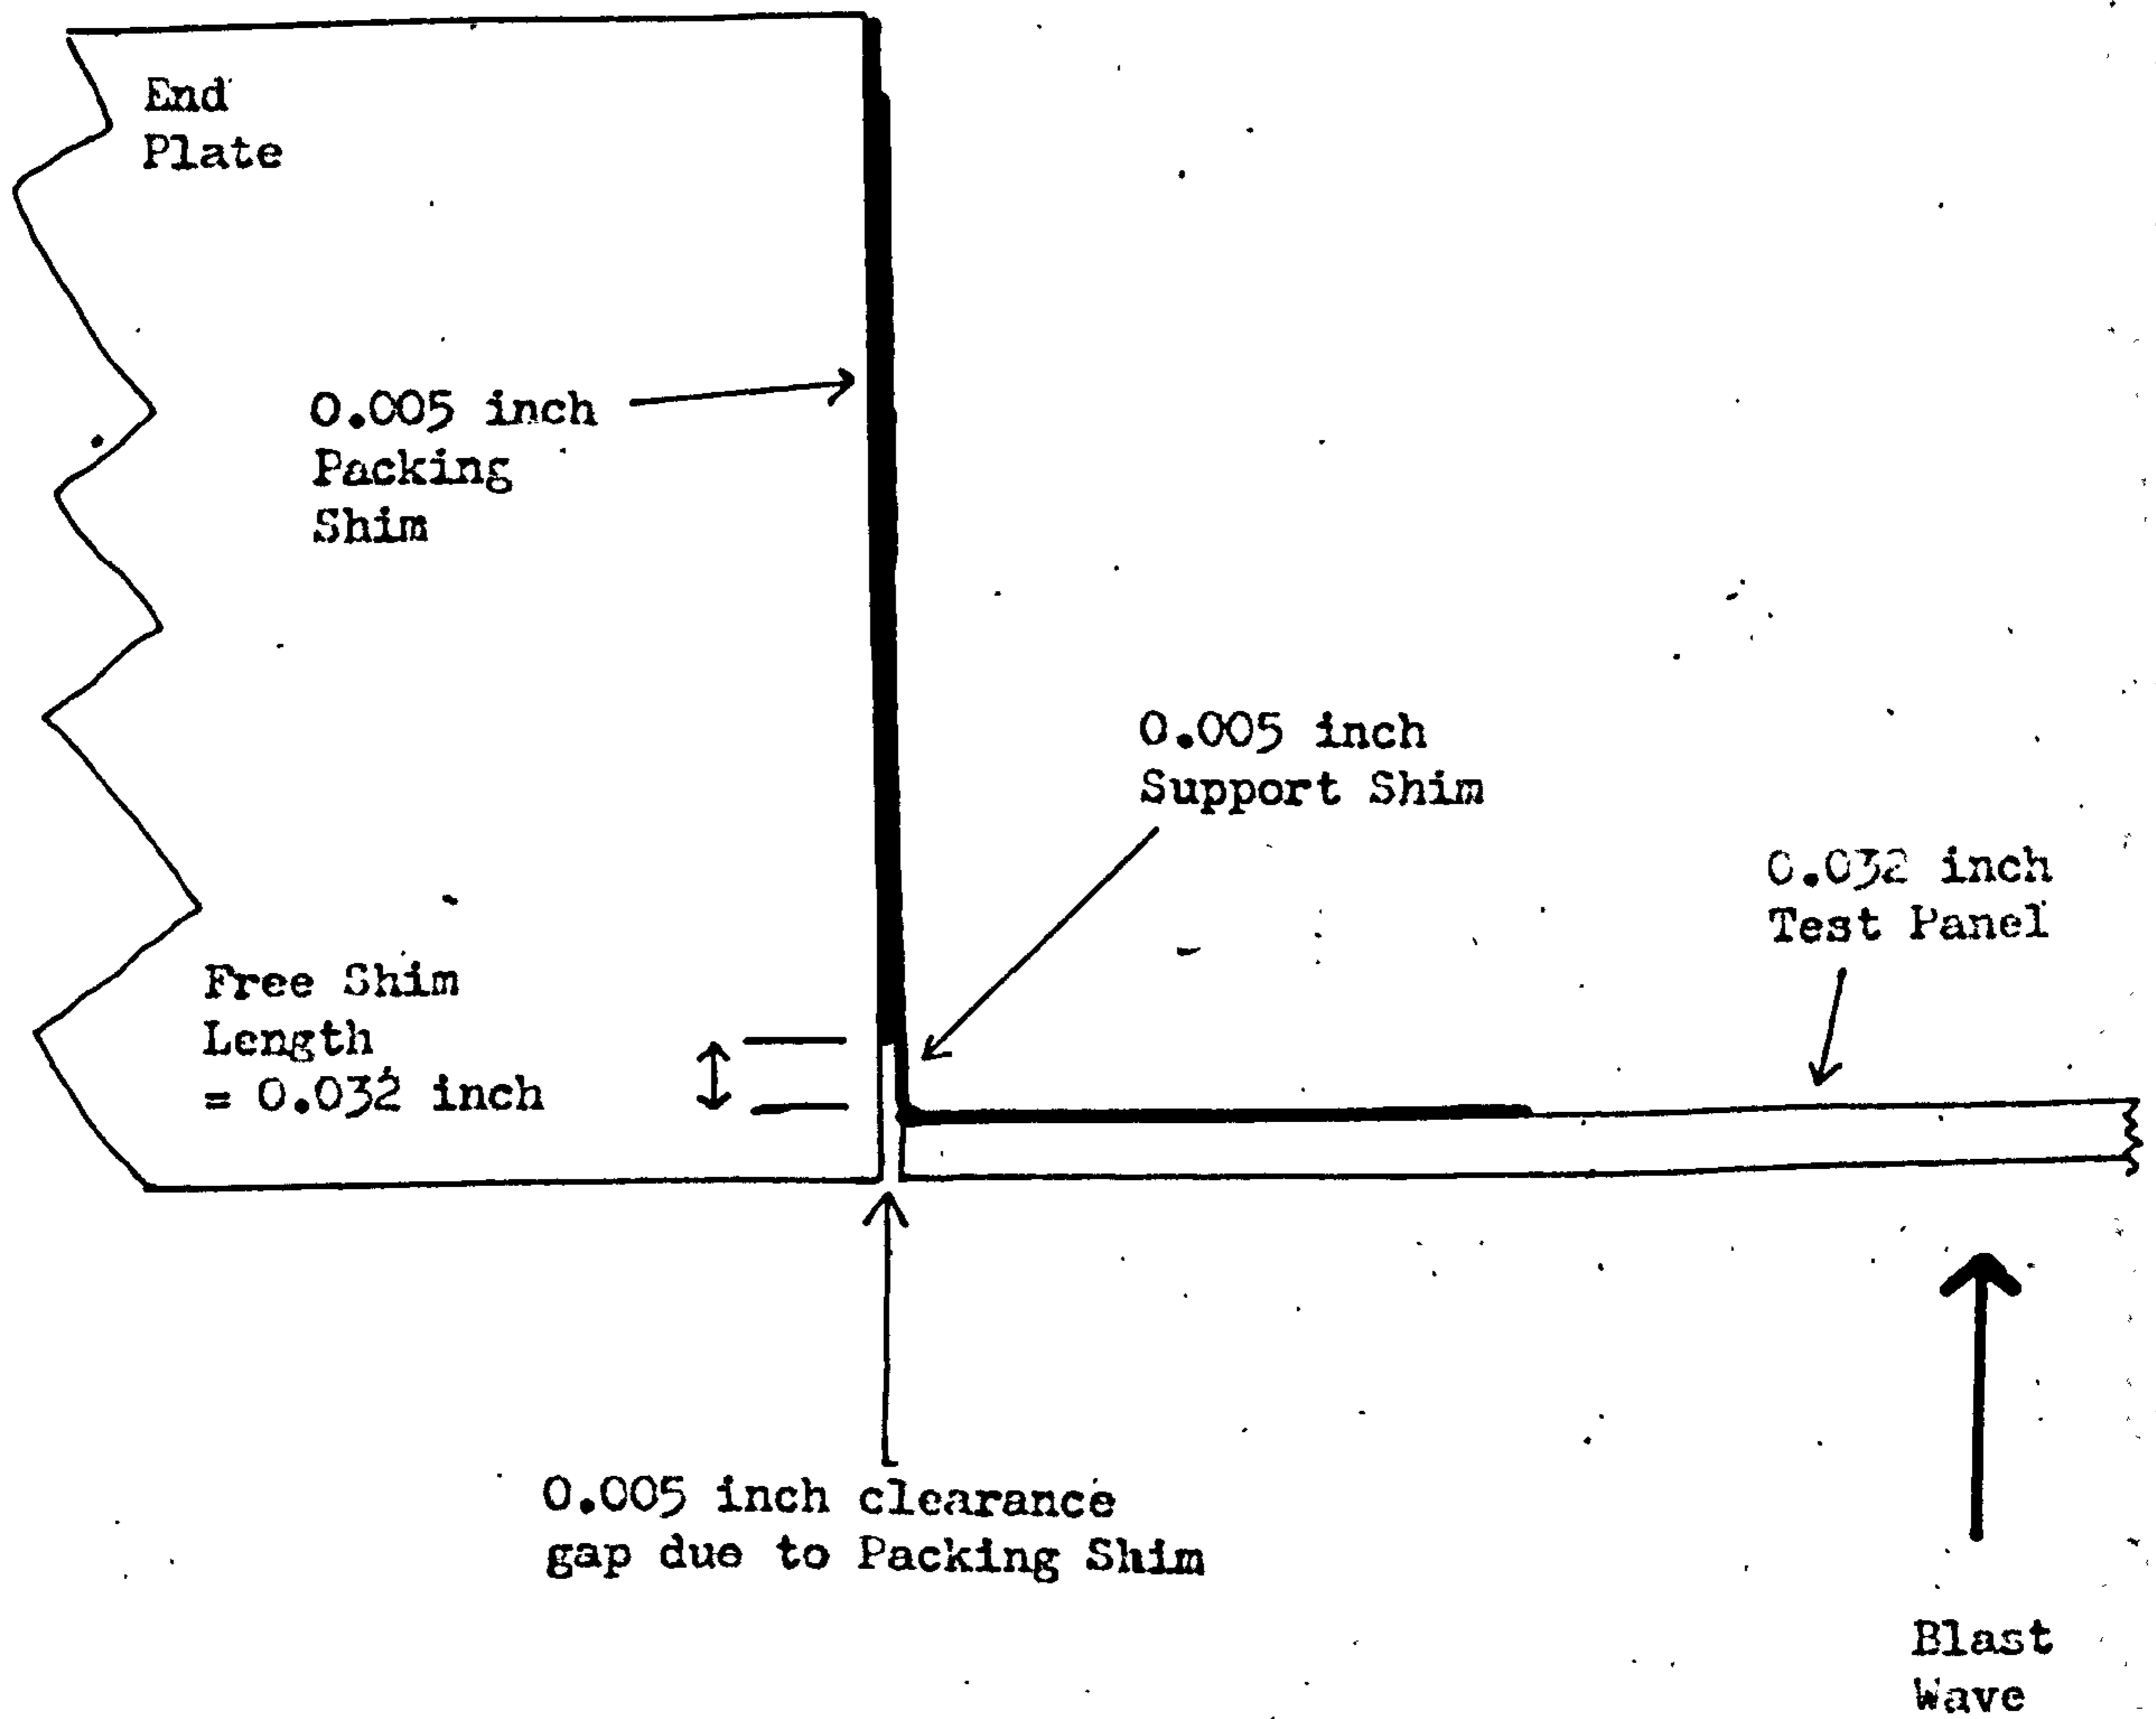 End
Plate
0.005 inch
Packing
Shim
0.005 inch
Support Shim
0.032 inch
Test Panel
Free Shim
Length
= 0.032 inch
0.005 inch clearance
gap due to Packing Shim
Blast
Wave